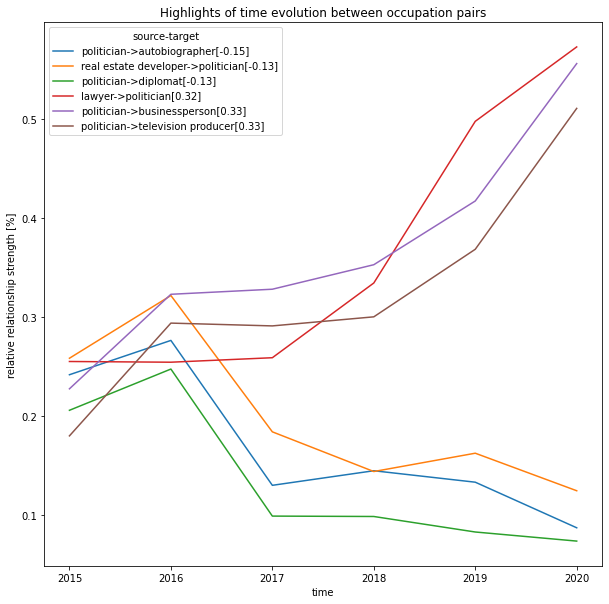 Highlights of time evolution between occupation pairs
source-target
politician->autobiographer[-0.15]
real estate developer->politician[-0.13]
politician->diplomat[-0.13]
lawyer->politician[0.32]
politician->businessperson[0.33]
politician->television producer[0.33]
relative relationship strength [%]
0.5
0.4
0.3
0.2
0.1
2015 2016 2017 2018 2019 2020
time